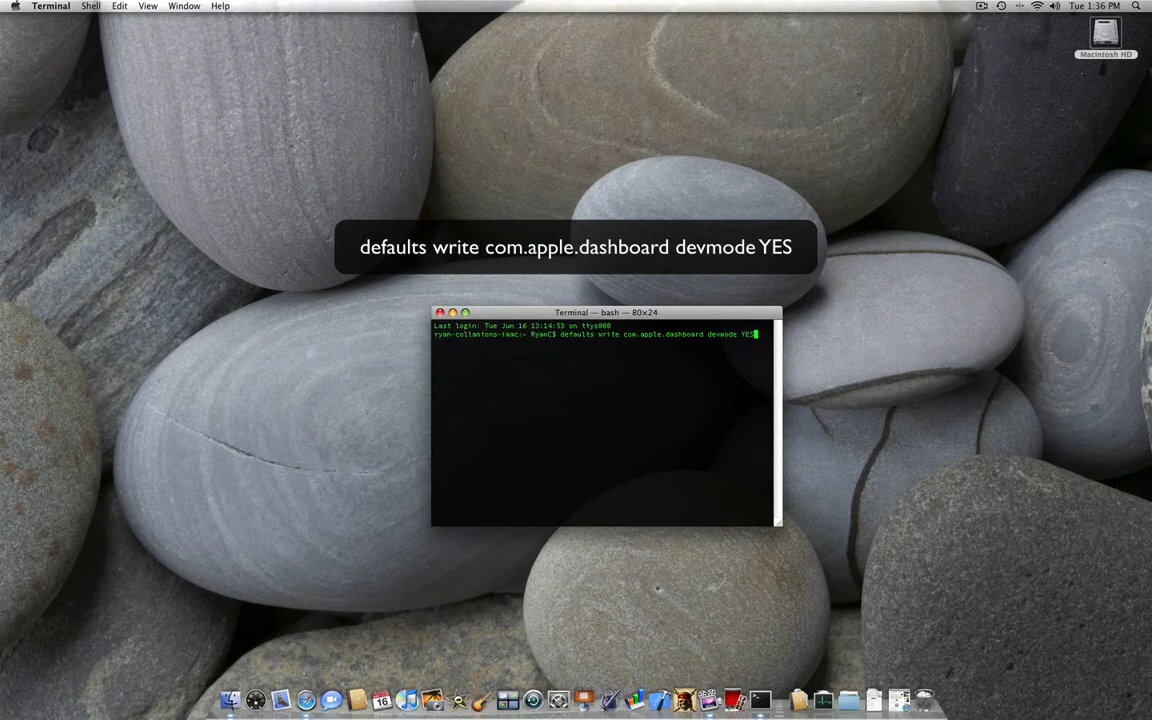 Terminal Shell Edit View Window Help Tue 1:36 PM
Macintosh HD
defaults write com.apple.dashboard devmode YES
Terminal — bash — 80×24
Last login: Tue Jun 16 13:14:53 on ttys000
ryan-collantons-imac:~ RyanC$ defaults write com.apple.dashboard devmode YES
16